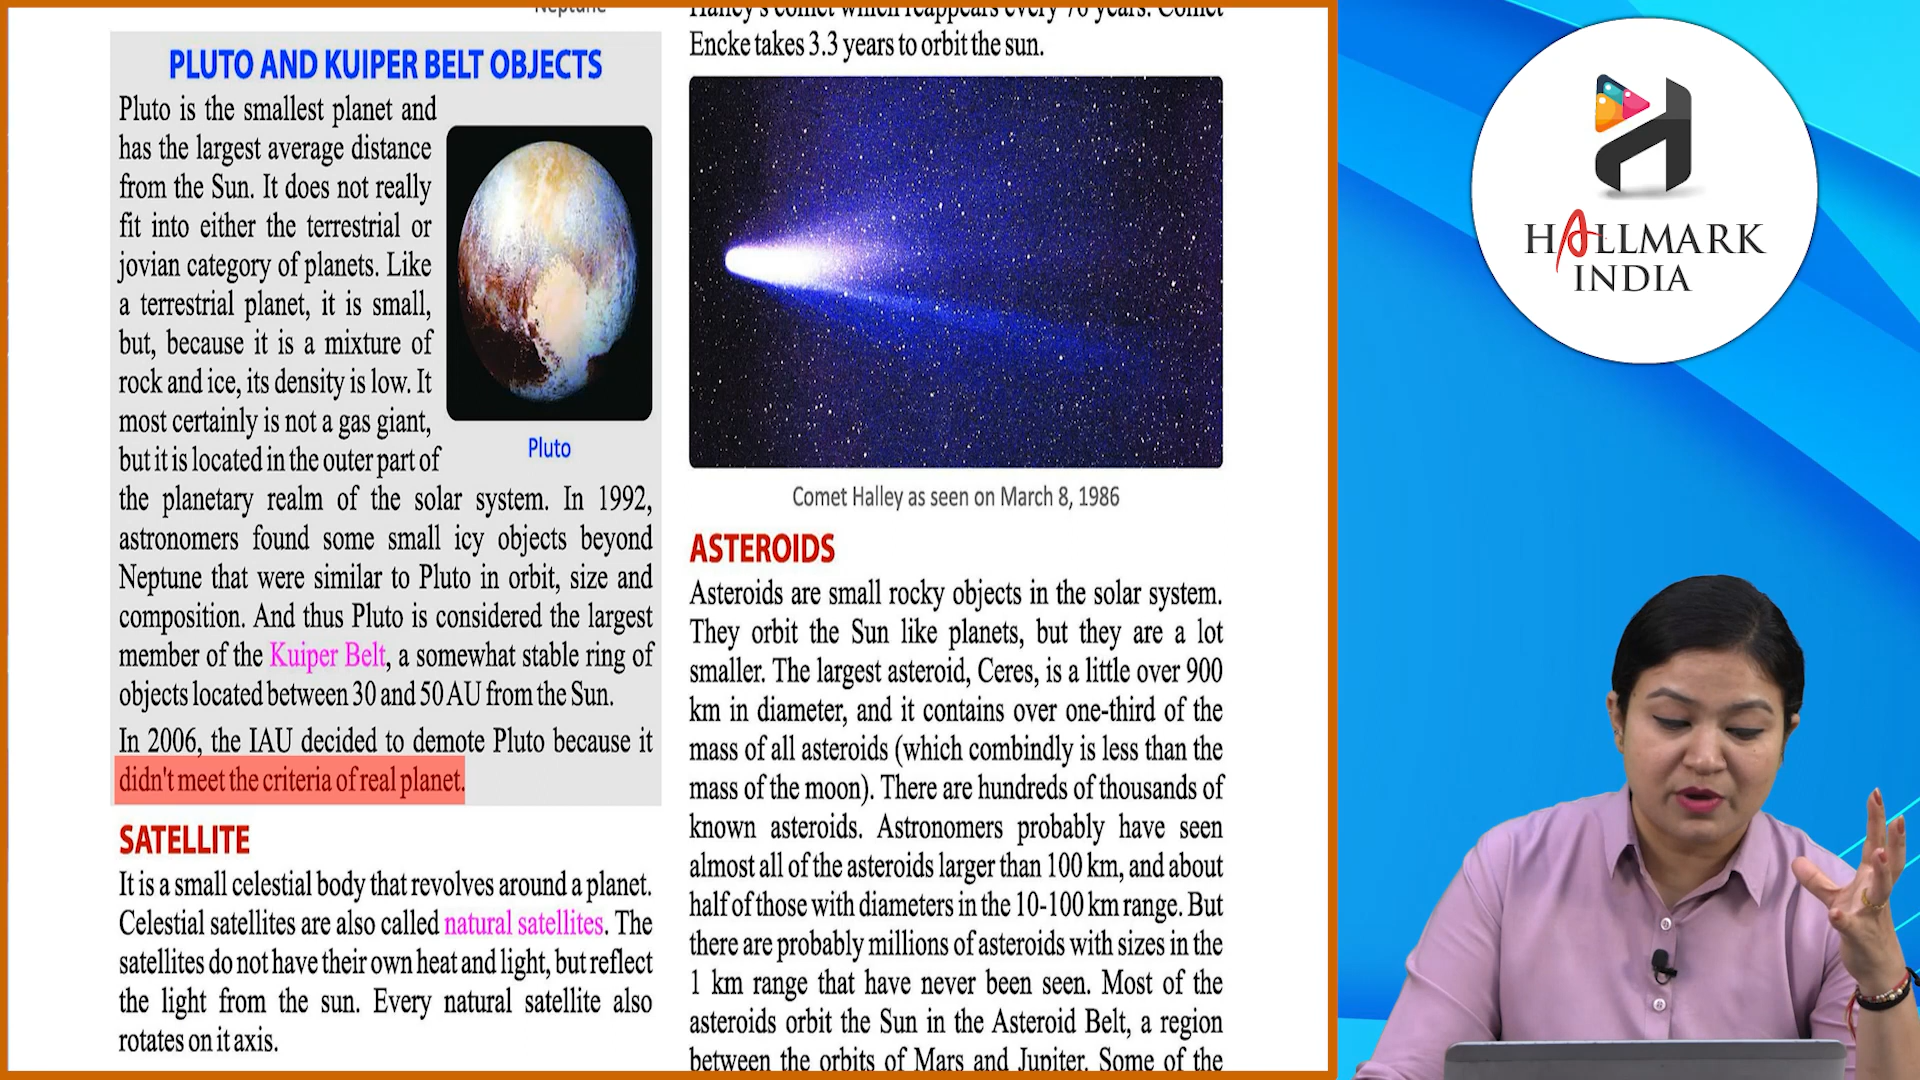 Neptune
PLUTO AND KUIPER BELT OBJECTS
Pluto is the smallest planet and
has the largest average distance
from the Sun. It does not really
fit into either the terrestrial or
jovian category of planets. Like
a terrestrial planet, it is small,
but, because it is a mixture of
rock and ice, its density is low. It
most certainly is not a gas giant,
but it is located in the outer part of
the planetary realm of the solar system. In 1992,
astronomers found some small icy objects beyond
Neptune that were similar to Pluto in orbit, size and
composition. And thus Pluto is considered the largest
member of the Kuiper Belt, a somewhat stable ring of
objects located between 30 and 50 AU from the Sun.
In 2006, the IAU decided to demote Pluto because it
didn't meet the criteria of real planet.
Pluto
SATELLITE
It is a small celestial body that revolves around a planet.
Celestial satellites are also called natural satellites. The
satellites do not have their own heat and light, but reflect
the light from the sun. Every natural satellite also
rotates on it axis.
Halley's comet which reappears every 76 years. Comet
Encke takes 3.3 years to orbit the sun.
Comet Halley as seen on March 8, 1986
ASTEROIDS
Asteroids are small rocky objects in the solar system.
They orbit the Sun like planets, but they are a lot
smaller. The largest asteroid, Ceres, is a little over 900
km in diameter, and it contains over one-third of the
mass of all asteroids (which combindly is less than the
mass of the moon). There are hundreds of thousands of
known asteroids. Astronomers probably have seen
almost all of the asteroids larger than 100 km, and about
half of those with diameters in the 10-100 km range. But
there are probably millions of asteroids with sizes in the
1 km range that have never been seen. Most of the
asteroids orbit the Sun in the Asteroid Belt, a region
between the orbits of Mars and Jupiter. Some of the
HALLMARK
INDIA